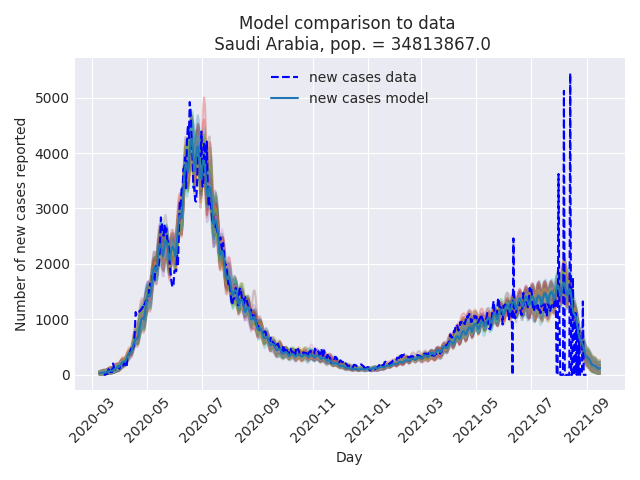 Model comparison to data
Saudi Arabia, pop. = 34813867.0
new cases data
new cases model
Number of new cases reported
5000
4000
3000
2000
1000
0
2020-03
2020-05
2020-07
2020-09
2020-11
2021-01
2021-03
2021-05
2021-07
2021-09
Day